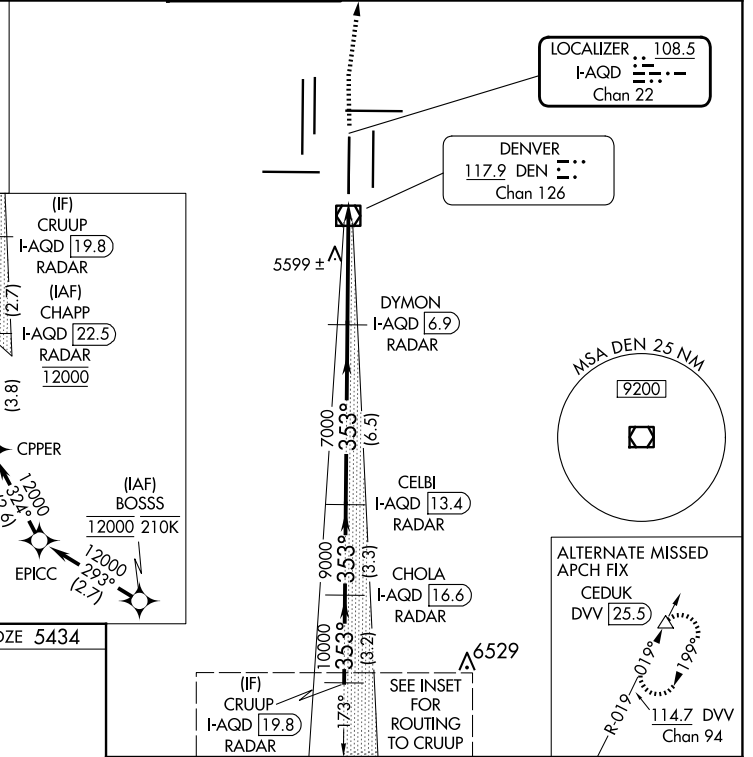 LOCALIZER 108.5
I-AQD
Chan 22
DENVER
117.9 DEN
Chan 126
(IF)
CRUUP
I-AQD 19.8
RADAR
(2.7)
(IAF)
CHAPP
I-AQD 22.5
RADAR
12000
(3.8)
CPPER
12000
324°
(IAF)
BOSSS
12000 210K
EPICC
12000
293°
(2.7)
DZE 5434
5599 ±
DYMON
I-AQD 6.9
RADAR
7000
353°
(6.5)
CELBI
I-AQD 13.4
RADAR
9000
353°
(3.3)
CHOLA
I-AQD 16.6
RADAR
10000
353°
(3.2)
6529
(IF)
CRUUP
I-AQD 19.8
RADAR
173°
SEE INSET
FOR
ROUTING
TO CRUUP
MSA DEN 25 NM
9200
ALTERNATE MISSED
APCH FIX
CEDUK
DVV 25.5
R-019
019°
199°
114.7 DVV
Chan 94